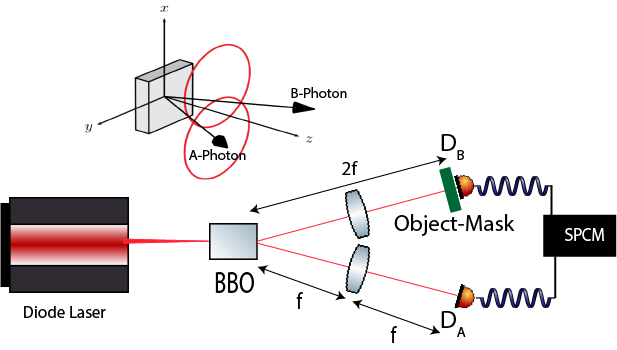 x
B-Photon
y
z
A-Photon
D_B
2f
Object-Mask
SPCM
BBO
Diode Laser
f
f
D_A